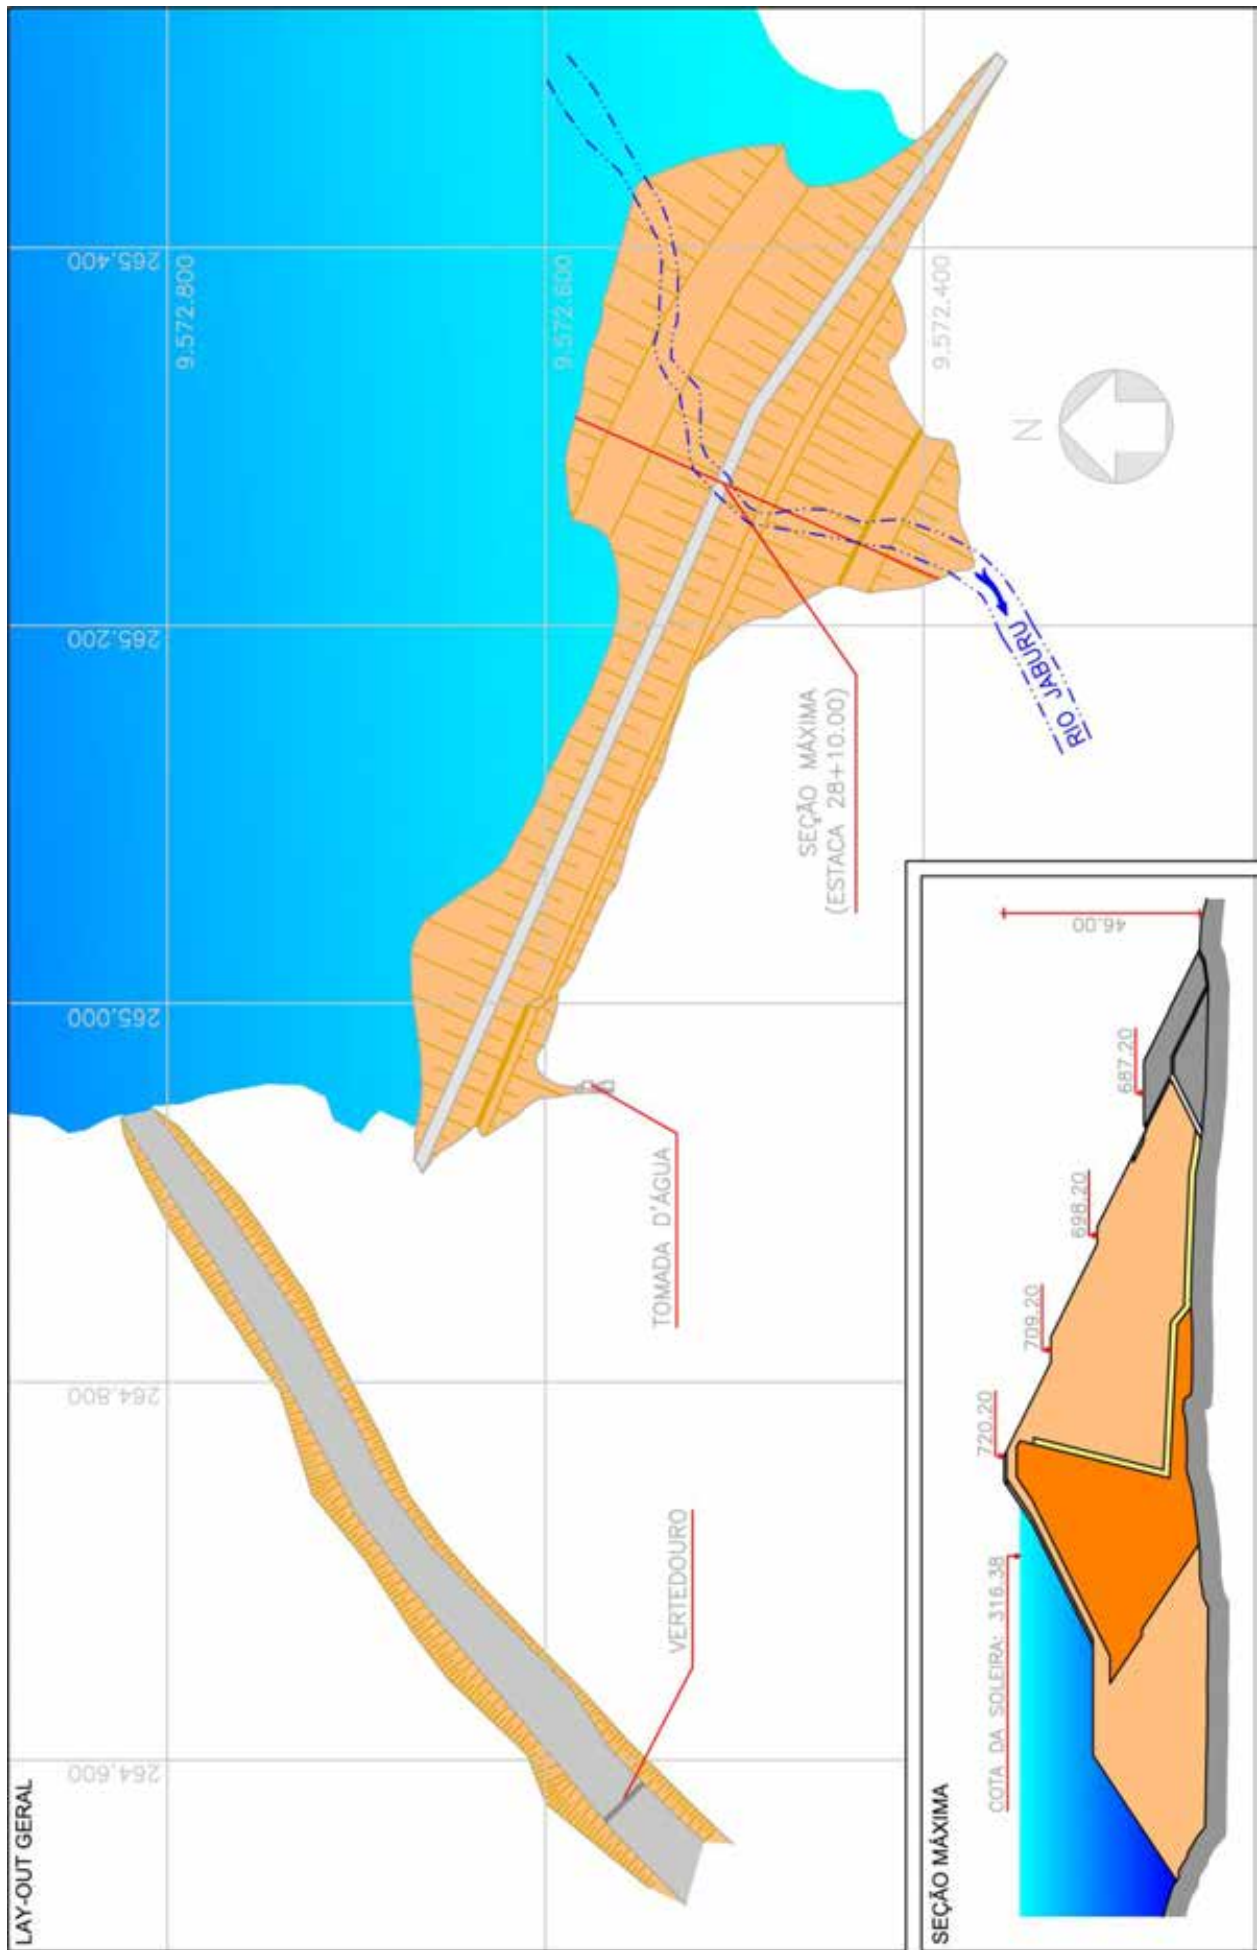 LAY-OUT GERAL
264.600
264.800
265.000
265.200
265.400
9.572.800
9.572.600
9.572.400
N
VERTEDOURO
TOMADA D'ÁGUA
SEÇÃO MÁXIMA
(ESTACA 28+10.00)
RIO JABURU
SEÇÃO MÁXIMA
COTA DA SOLEIRA: 316.38
720.20
709.20
698.20
687.20
46.00